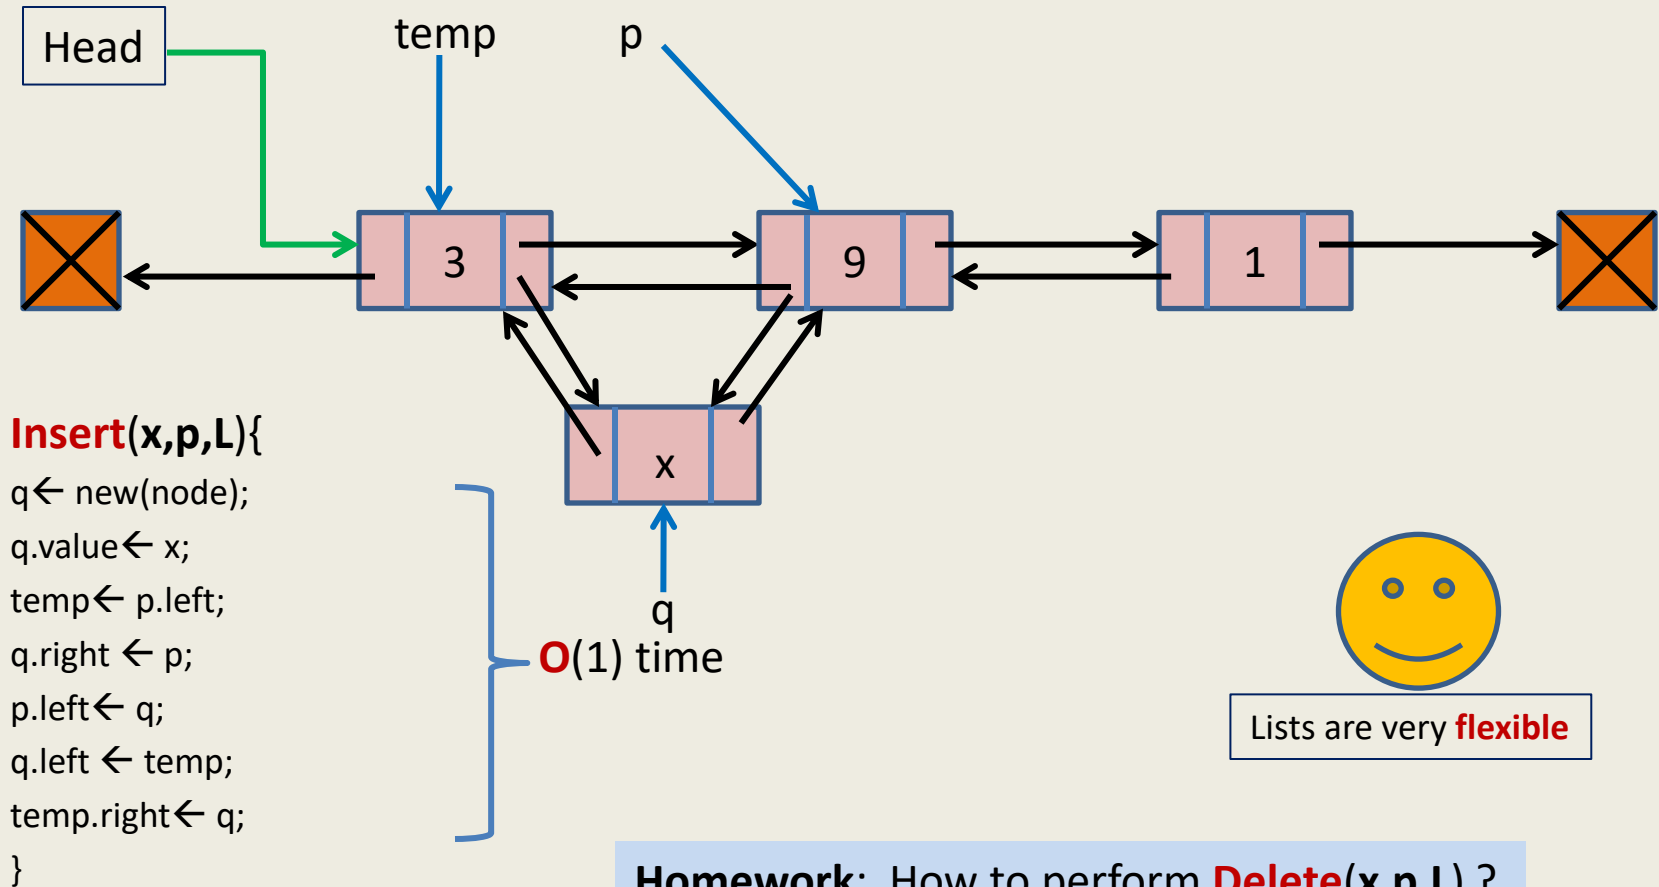 Head
temp
p
3
9
1
x
q
Insert(x,p,L){
q← new(node);
q.value← x;
temp← p.left;
q.right ← p;
p.left← q;
q.left ← temp;
temp.right← q;
}
O(1) time
Lists are very flexible
Homework: How to perform Delete(x,p,L) ?